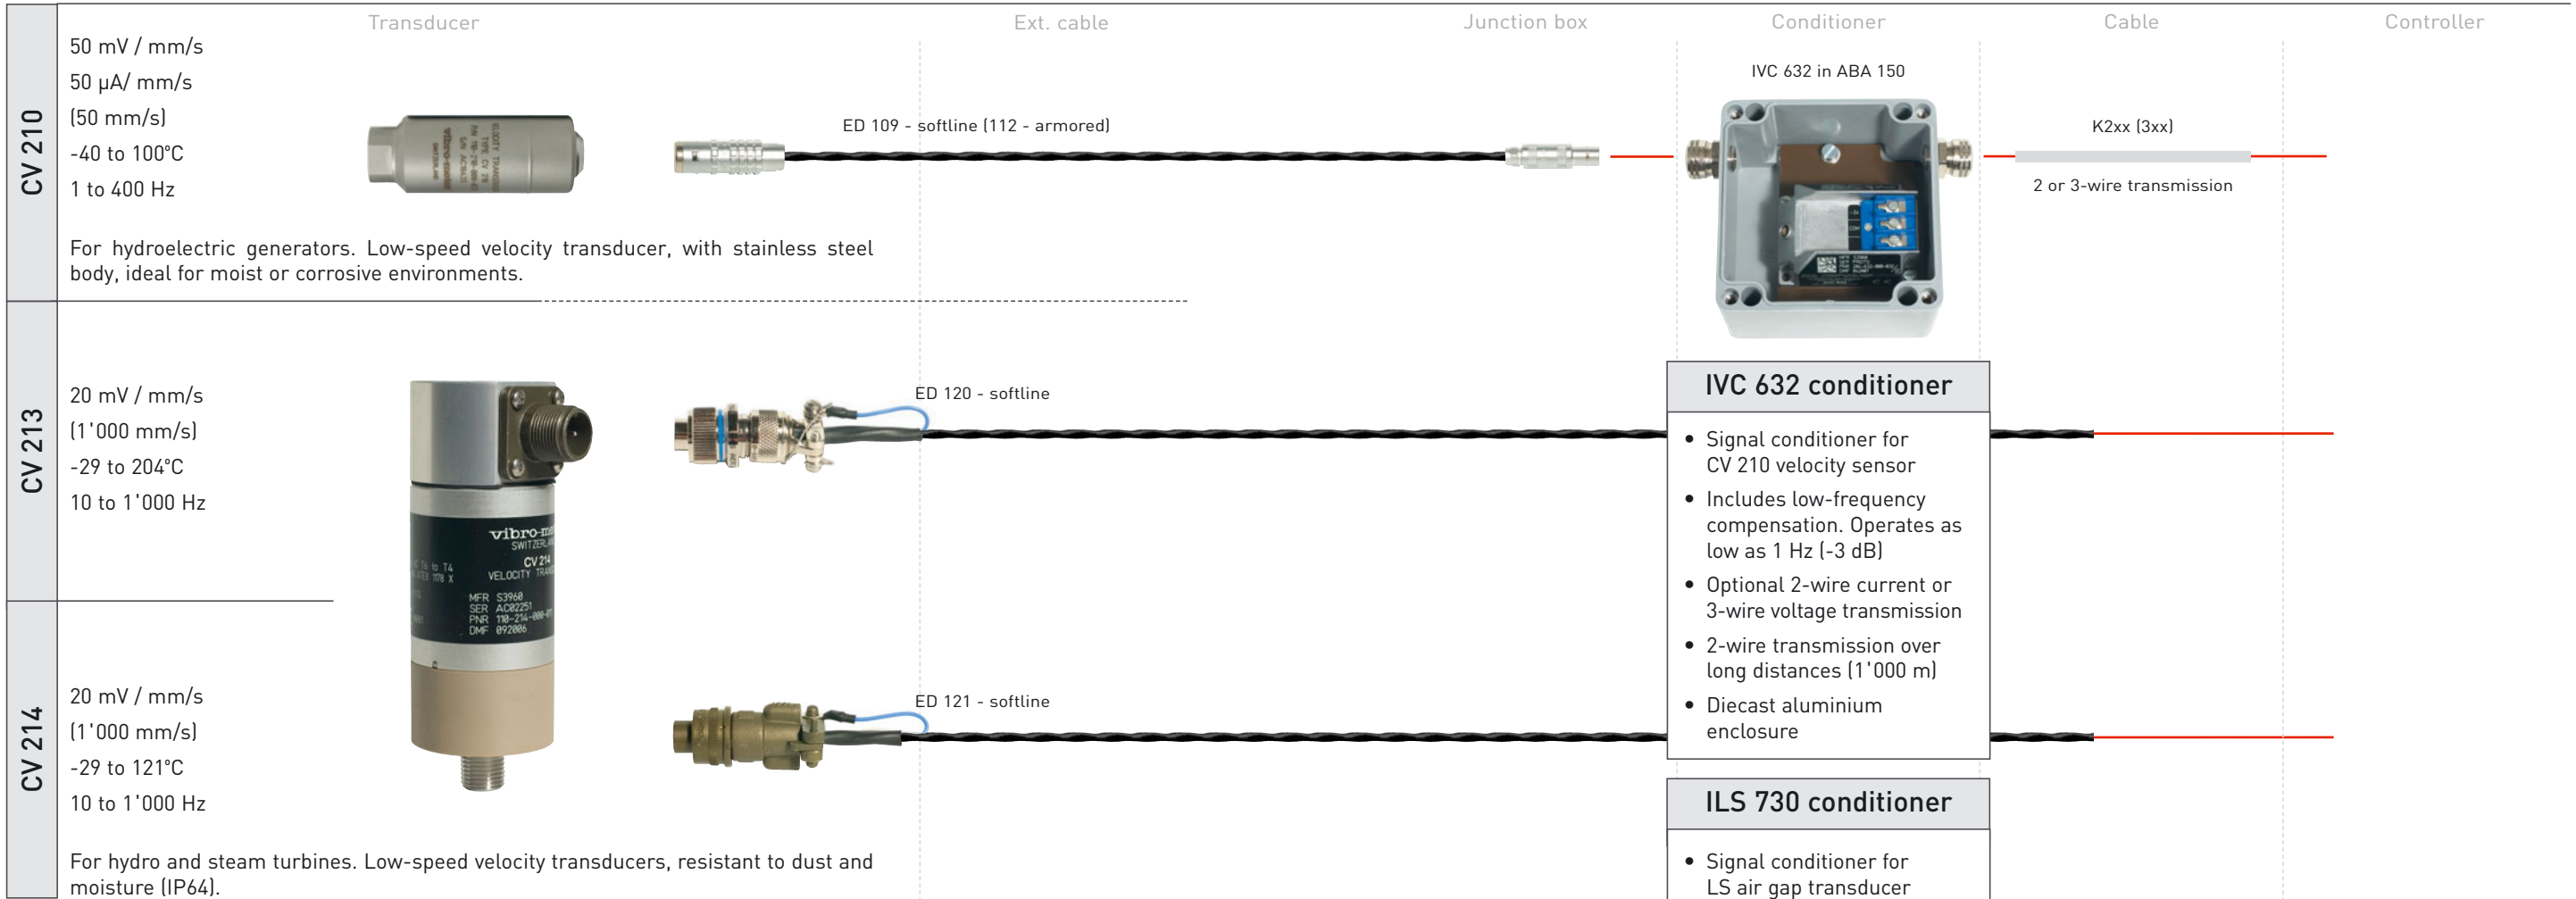 Transducer
Ext. cable
Junction box
Conditioner
Cable
Controller
CV 210
50 mV / mm/s
50 µA/ mm/s
(50 mm/s)
-40 to 100°C
1 to 400 Hz
ED 109 - softline (112 - armored)
IVC 632 in ABA 150
K2xx (3xx)
2 or 3-wire transmission
For hydroelectric generators. Low-speed velocity transducer, with stainless steel
body, ideal for moist or corrosive environments.
CV 213
20 mV / mm/s
(1'000 mm/s)
-29 to 204°C
10 to 1'000 Hz
vibro-me
SWITZERLA
CV 214
VELOCITY TRANS
MFR S3960
SER AC02251
PNR 110-214-000-0
DMF 092006
ED 120 - softline
CV 214
20 mV / mm/s
(1'000 mm/s)
-29 to 121°C
10 to 1'000 Hz
ED 121 - softline
For hydro and steam turbines. Low-speed velocity transducers, resistant to dust and
moisture (IP64).
IVC 632 conditioner
• Signal conditioner for
CV 210 velocity sensor
• Includes low-frequency
compensation. Operates as
low as 1 Hz (-3 dB)
• Optional 2-wire current or
3-wire voltage transmission
• 2-wire transmission over
long distances (1'000 m)
• Diecast aluminium
enclosure
ILS 730 conditioner
• Signal conditioner for
LS air gap transducer